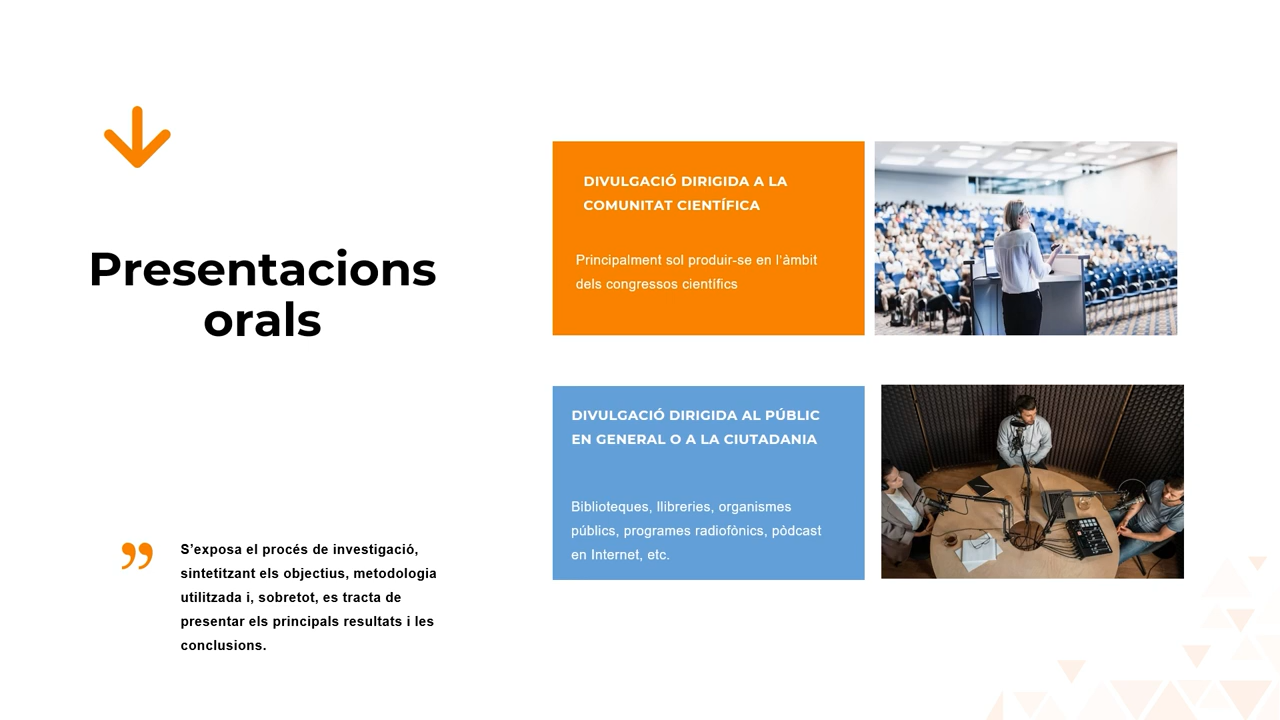 Presentacions
orals
S’exposa el procés de investigació,
sintetitzant els objectius, metodologia
utilitzada i, sobretot, es tracta de
presentar els principals resultats i les
conclusions.
DIVULGACIÓ DIRIGIDA A LA
COMUNITAT CIENTÍFICA
Principalment sol produir-se en l’àmbit
dels congressos científics
DIVULGACIÓ DIRIGIDA AL PÚBLIC
EN GENERAL O A LA CIUTADANIA
Biblioteques, llibreries, organismes
públics, programes radiofònics, pòdcast
en Internet, etc.